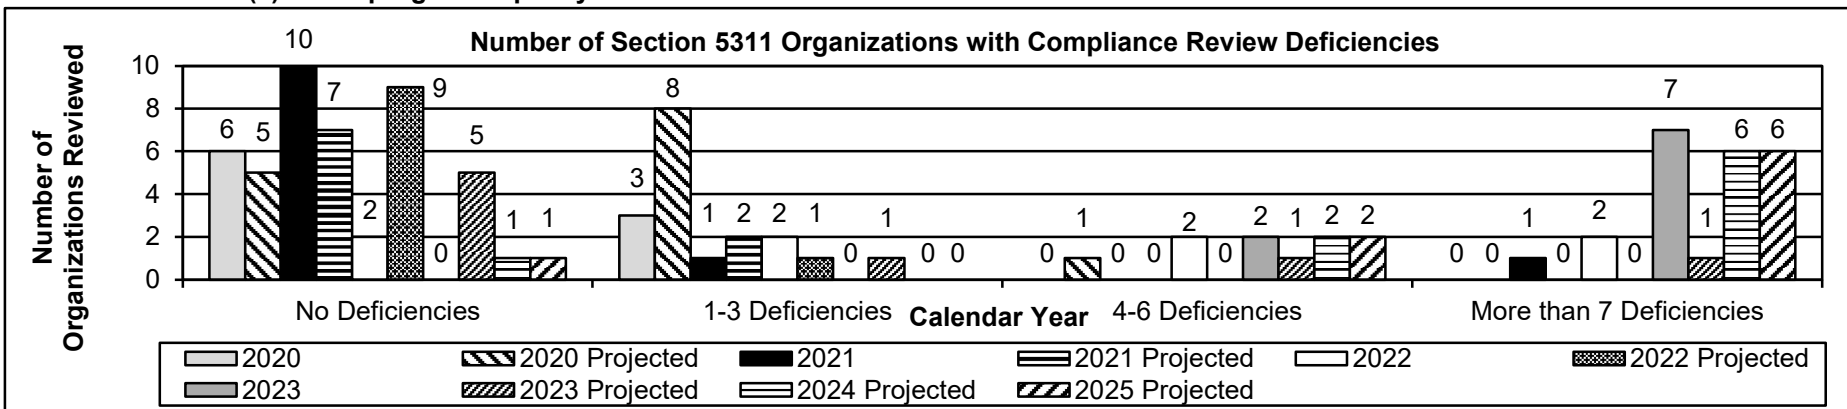 Number of Section 5311 Organizations with Compliance Review Deficiencies
Number of
Organizations Reviewed
10
8
6
4
2
0
6 5 10 7 2 9 0 5 1 1
3 8 1 2 2 1 0 1 0 0
0 1 0 0 2 0 2 1 2 2
0 0 1 0 2 0 7 1 6 6
No Deficiencies 1-3 Deficiencies 4-6 Deficiencies More than 7 Deficiencies
Calendar Year
2020 2020 Projected 2021 2021 Projected 2022 2022 Projected
2023 2023 Projected 2024 Projected 2025 Projected